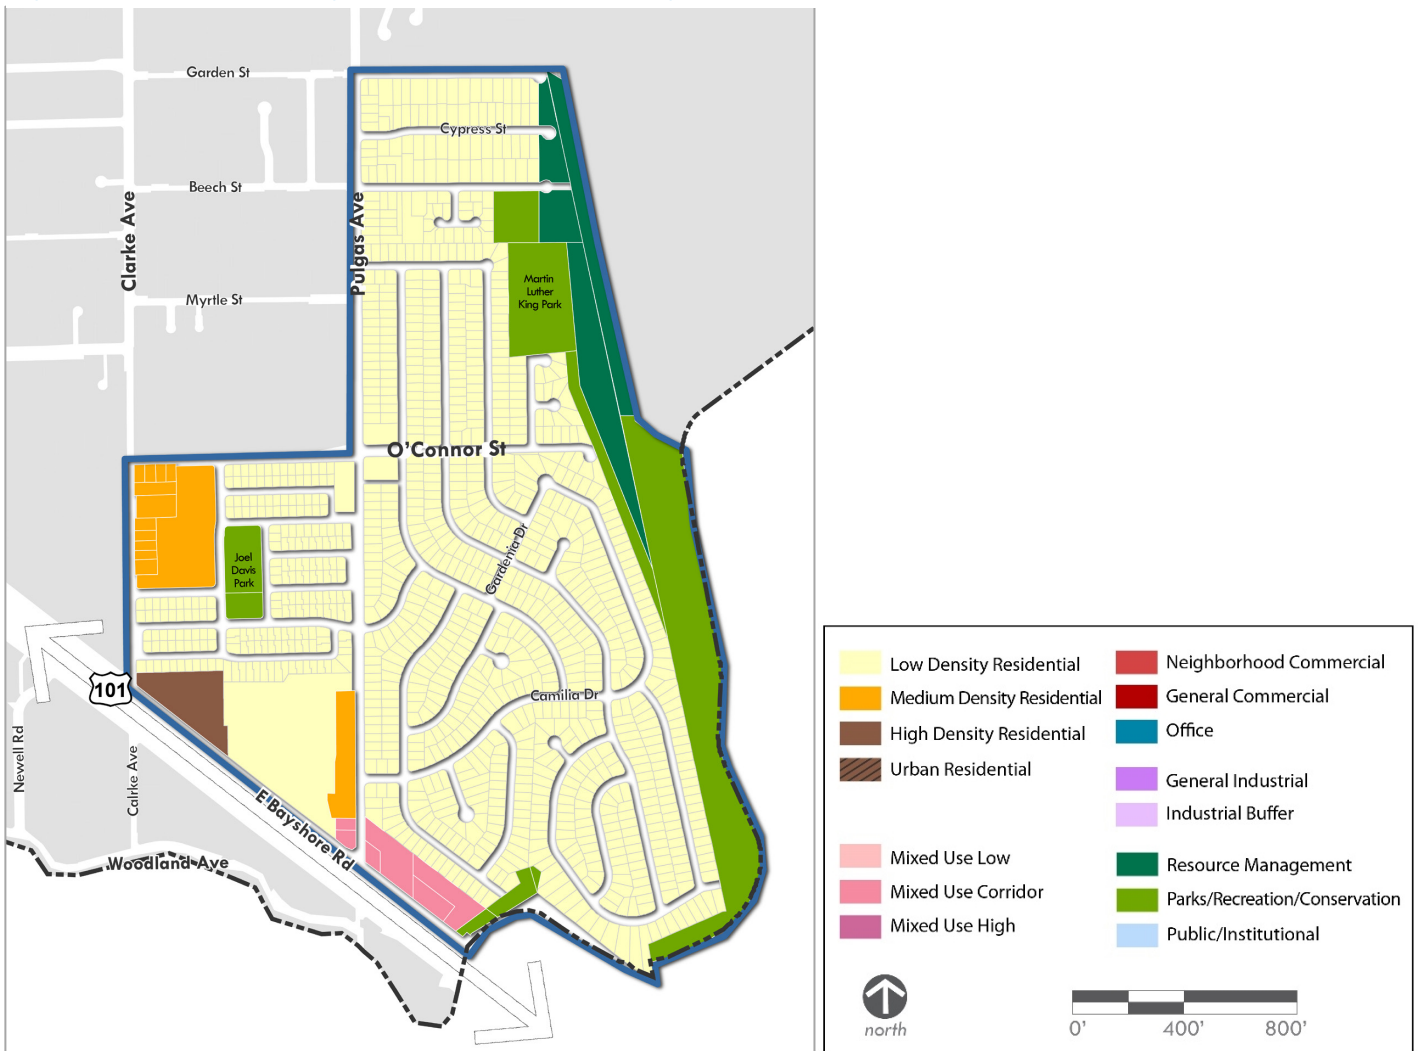 Garden St
Cypress St
Beech St
Clarke Ave
Pulgas Ave
Myrtle St
Martin
Luther
King Park
O'Connor St
Gardenia Dr
Joel
Davis
Park
Camilia Dr
101
Newell Rd
Calrke Ave
E Bayshore Rd
Woodland Ave
Low Density Residential
Medium Density Residential
High Density Residential
Urban Residential
Mixed Use Low
Mixed Use Corridor
Mixed Use High
Neighborhood Commercial
General Commercial
Office
General Industrial
Industrial Buffer
Resource Management
Parks/Recreation/Conservation
Public/Institutional
north
0' 400' 800'